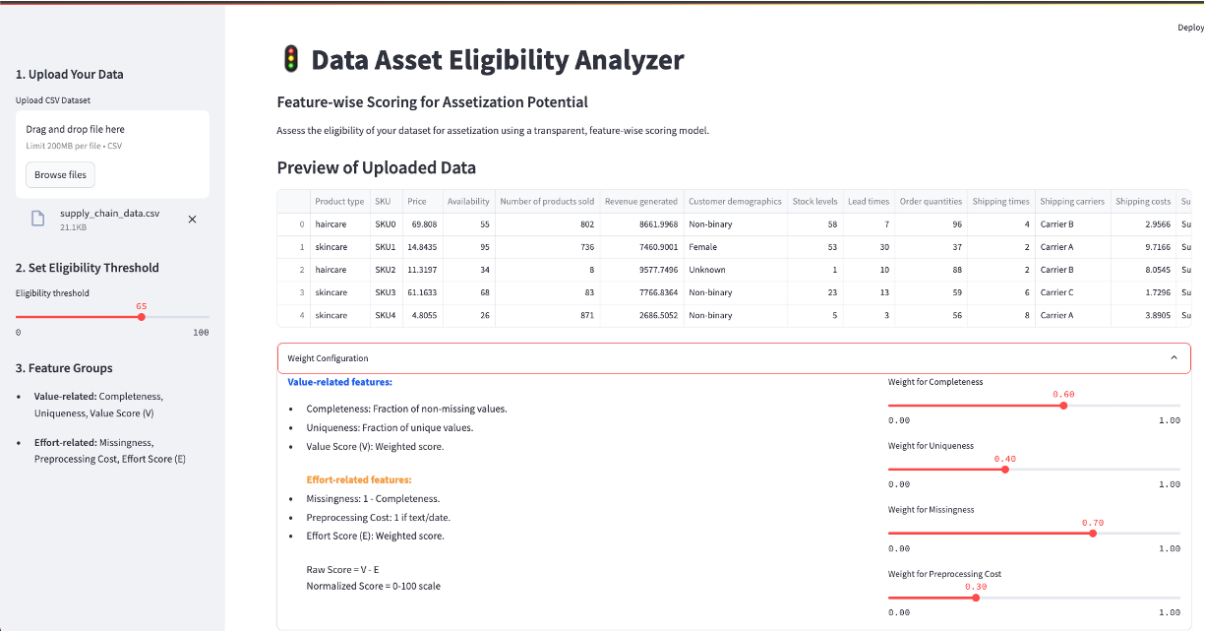 Deploy
1. Upload Your Data
Upload CSV Dataset
Drag and drop file here
Limit 200MB per file • CSV
Browse files
supply_chain_data.csv
21.1KB
2. Set Eligibility Threshold
Eligibility threshold
65
0 100
3. Feature Groups
• Value-related: Completeness,
Uniqueness, Value Score (V)
• Effort-related: Missingness,
Preprocessing Cost, Effort Score (E)
Data Asset Eligibility Analyzer
Feature-wise Scoring for Assetization Potential
Assess the eligibility of your dataset for assetization using a transparent, feature-wise scoring model.
Preview of Uploaded Data
Product type SKU Price Availability Number of products sold Revenue generated Customer demographics Stock levels Lead times Order quantities Shipping times Shipping carriers Shipping costs Su
0 haircare SKU0 69.808 55 802 8661.9968 Non-binary 58 7 96 4 Carrier B 2.9566 Su
1 skincare SKU1 14.8435 95 736 7460.9001 Female 53 30 37 2 Carrier A 9.7166 Su
2 haircare SKU2 11.3197 34 8 9577.7496 Unknown 1 10 88 2 Carrier B 8.0545 Su
3 skincare SKU3 61.1633 68 83 7766.8364 Non-binary 23 13 59 6 Carrier C 1.7296 Su
4 skincare SKU4 4.8055 26 871 2686.5052 Non-binary 5 3 56 8 Carrier A 3.8905 Su
Weight Configuration
Value-related features:
• Completeness: Fraction of non-missing values.
• Uniqueness: Fraction of unique values.
• Value Score (V): Weighted score.
Effort-related features:
• Missingness: 1 - Completeness.
• Preprocessing Cost: 1 if text/date.
• Effort Score (E): Weighted score.
Raw Score = V - E
Normalized Score = 0-100 scale
Weight for Completeness
0.60
0.00 1.00
Weight for Uniqueness
0.40
0.00 1.00
Weight for Missingness
0.70
0.00 1.00
Weight for Preprocessing Cost
0.30
0.00 1.00